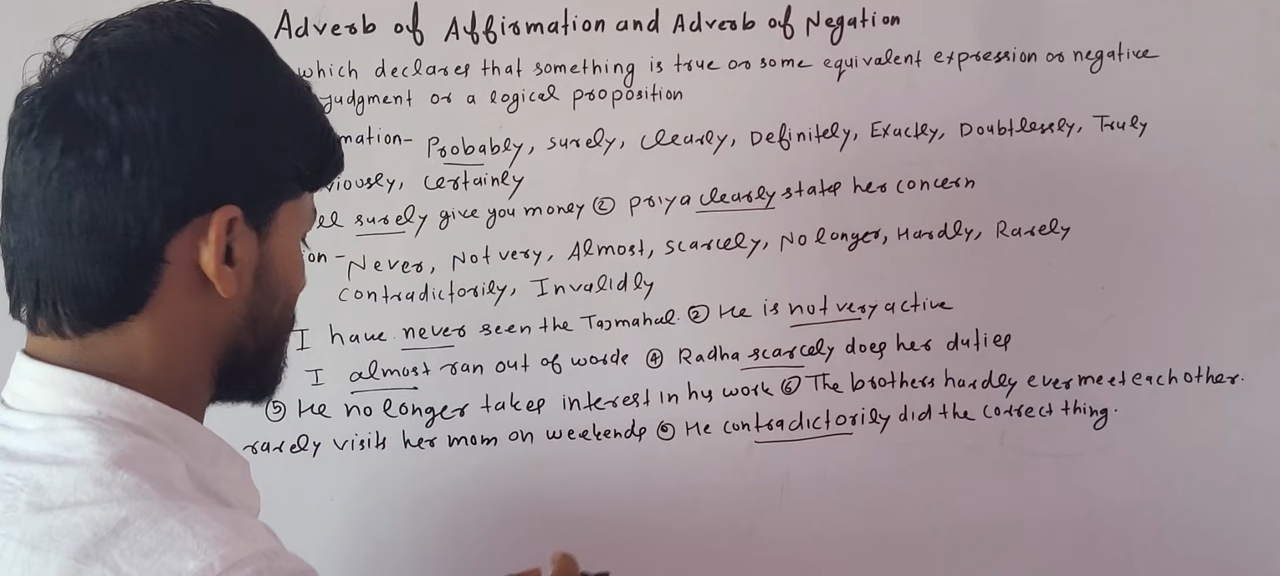 Adverb of Affirmation and Adverb of Negation
which declares that something is true or some equivalent expression or negative
judgment or a logical proposition
mation- Probably, surely, Clearly, Definitely, Exactly, Doubtlessly, Truly
viously, Certainly
ll surely give you money ② Priya clearly states her concern
on - Never, Not very, Almost, scarcely, No longer, Hardly, Rarely
contradictorily, Invalidly
I have never seen the Tajmahal. ② He is not very active
I almost ran out of words ④ Radha scarcely does her duties
⑤ He no longer takes interest in his work ⑥ The brothers hardly ever meet each other.
rarely visits her mom on weekends He contradictorily did the correct thing.